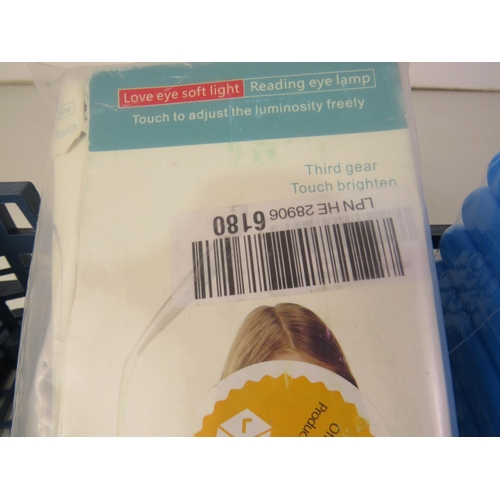 Love eye soft light Reading eye lamp
Touch to adjust the luminosity freely
Third gear
Touch brighten
LPN HE 28906 6180